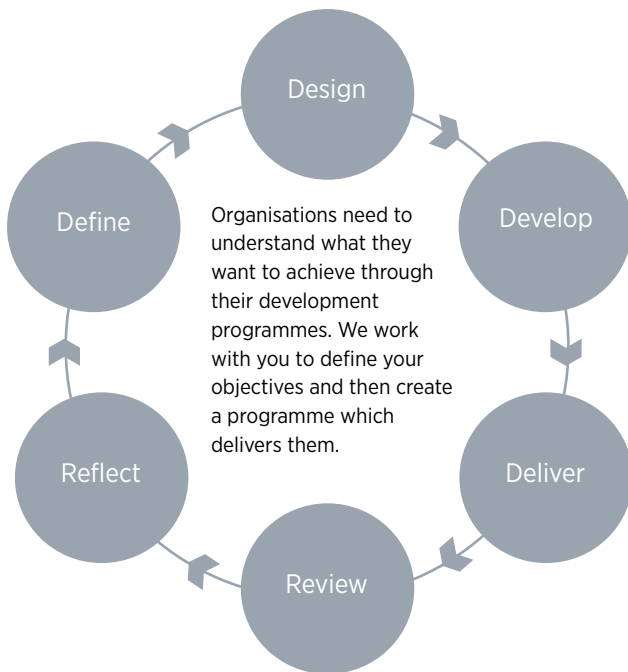 Design
Define
Develop
Organisations need to
understand what they
want to achieve through
their development
programmes. We work
with you to define your
objectives and then create
a programme which
delivers them.
Reflect
Deliver
Review